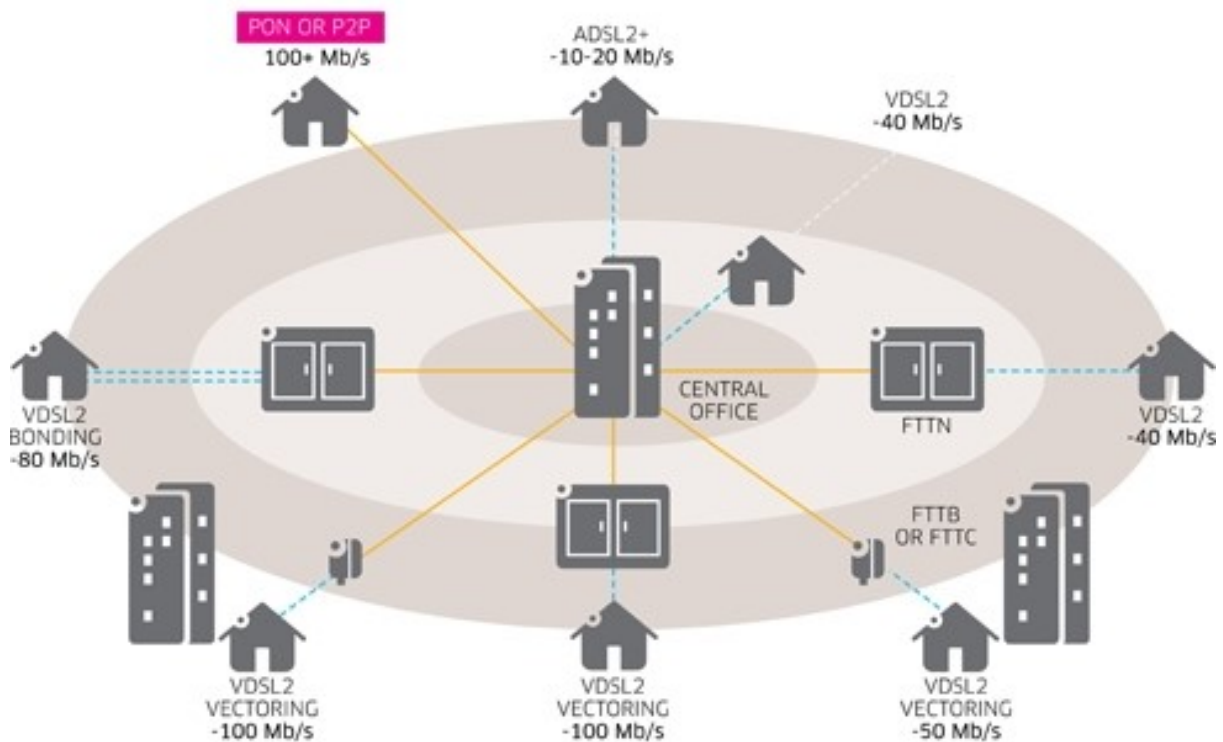 PON OR P2P
100+ Mb/s
ADSL2+
-10-20 Mb/s
VDSL2
-40 Mb/s
CENTRAL
OFFICE
FTTN
VDSL2
BONDING
-80 Mb/s
VDSL2
-40 Mb/s
FTTB
OR FTTC
VDSL2
VECTORING
-100 Mb/s
VDSL2
VECTORING
-100 Mb/s
VDSL2
VECTORING
-50 Mb/s